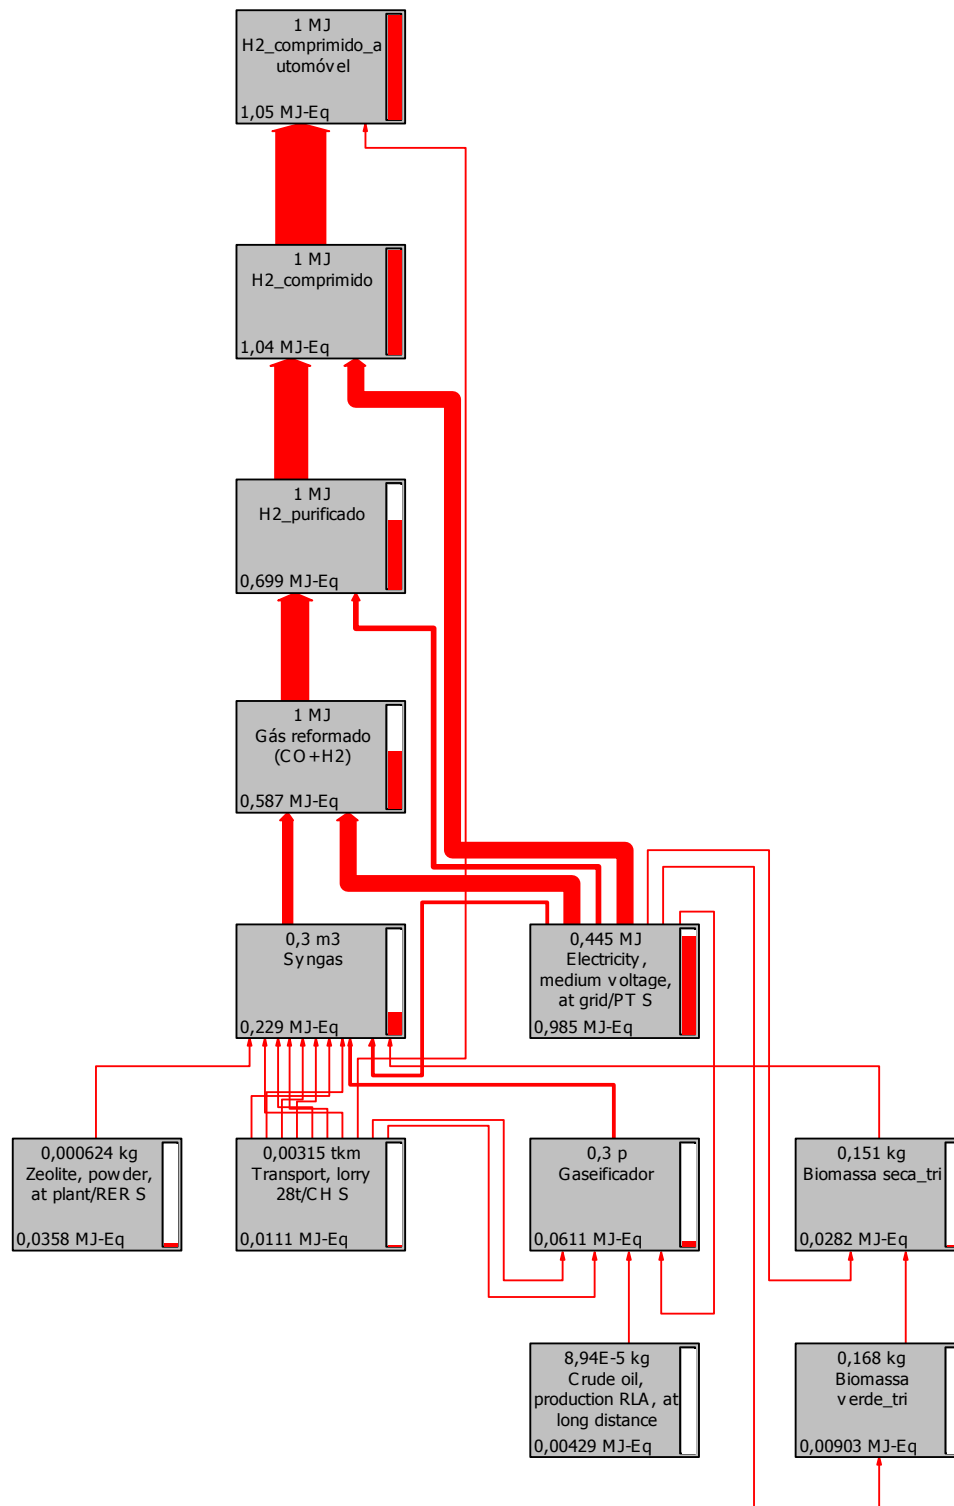 1 MJ
H2_comprimido_a
utomóvel
1,05 MJ-Eq
1 MJ
H2_comprimido
1,04 MJ-Eq
1 MJ
H2_purificado
0,699 MJ-Eq
1 MJ
Gás reformado
(CO+H2)
0,587 MJ-Eq
0,3 m3
Syngas
0,229 MJ-Eq
0,445 MJ
Electricity,
medium voltage,
at grid/PT S
0,985 MJ-Eq
0,000624 kg
Zeolite, powder,
at plant/RER S
0,0358 MJ-Eq
0,00315 tkm
Transport, lorry
28t/CH S
0,0111 MJ-Eq
0,3 p
Gaseificador
0,0611 MJ-Eq
0,151 kg
Biomassa seca_tri
0,0282 MJ-Eq
8,94E-5 kg
Crude oil,
production RLA, at
long distance
0,00429 MJ-Eq
0,168 kg
Biomassa
verde_tri
0,00903 MJ-Eq